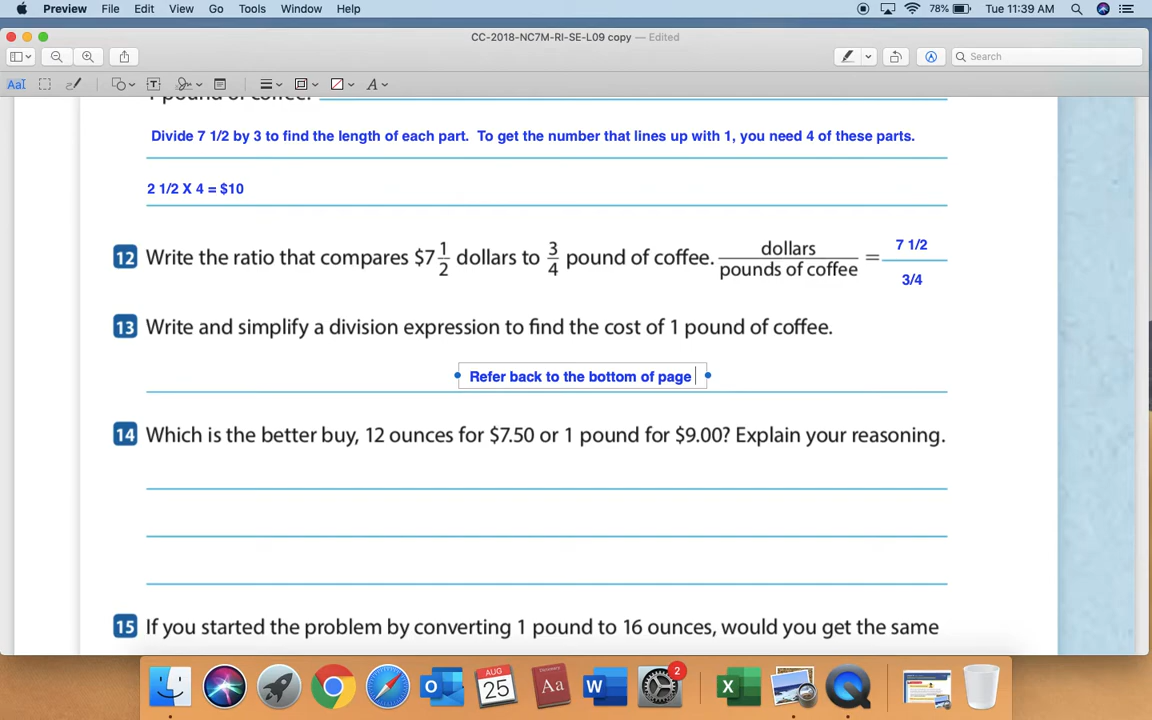 Preview File Edit View Go Tools Window Help 78% Tue 11:39 AM
CC-2018-NC7M-RI-SE-L09 copy — Edited
Search
AaI T A
1 pound of coffee.
Divide 7 1/2 by 3 to find the length of each part. To get the number that lines up with 1, you need 4 of these parts.
2 1/2 X 4 = $10
12 Write the ratio that compares $7 1/2 dollars to 3/4 pound of coffee. dollars / pounds of coffee = 7 1/2 / 3/4
13 Write and simplify a division expression to find the cost of 1 pound of coffee.
Refer back to the bottom of page
14 Which is the better buy, 12 ounces for $7.50 or 1 pound for $9.00? Explain your reasoning.
15 If you started the problem by converting 1 pound to 16 ounces, would you get the same
AUG
25
Aa
W
2
X
O